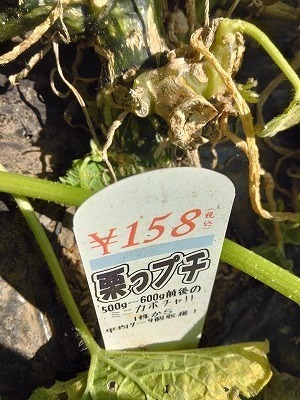 ¥158(税込)
栗っプチ
500g～600g前後の
ミニカボチャ!!
1株から
平均7～9個収穫!